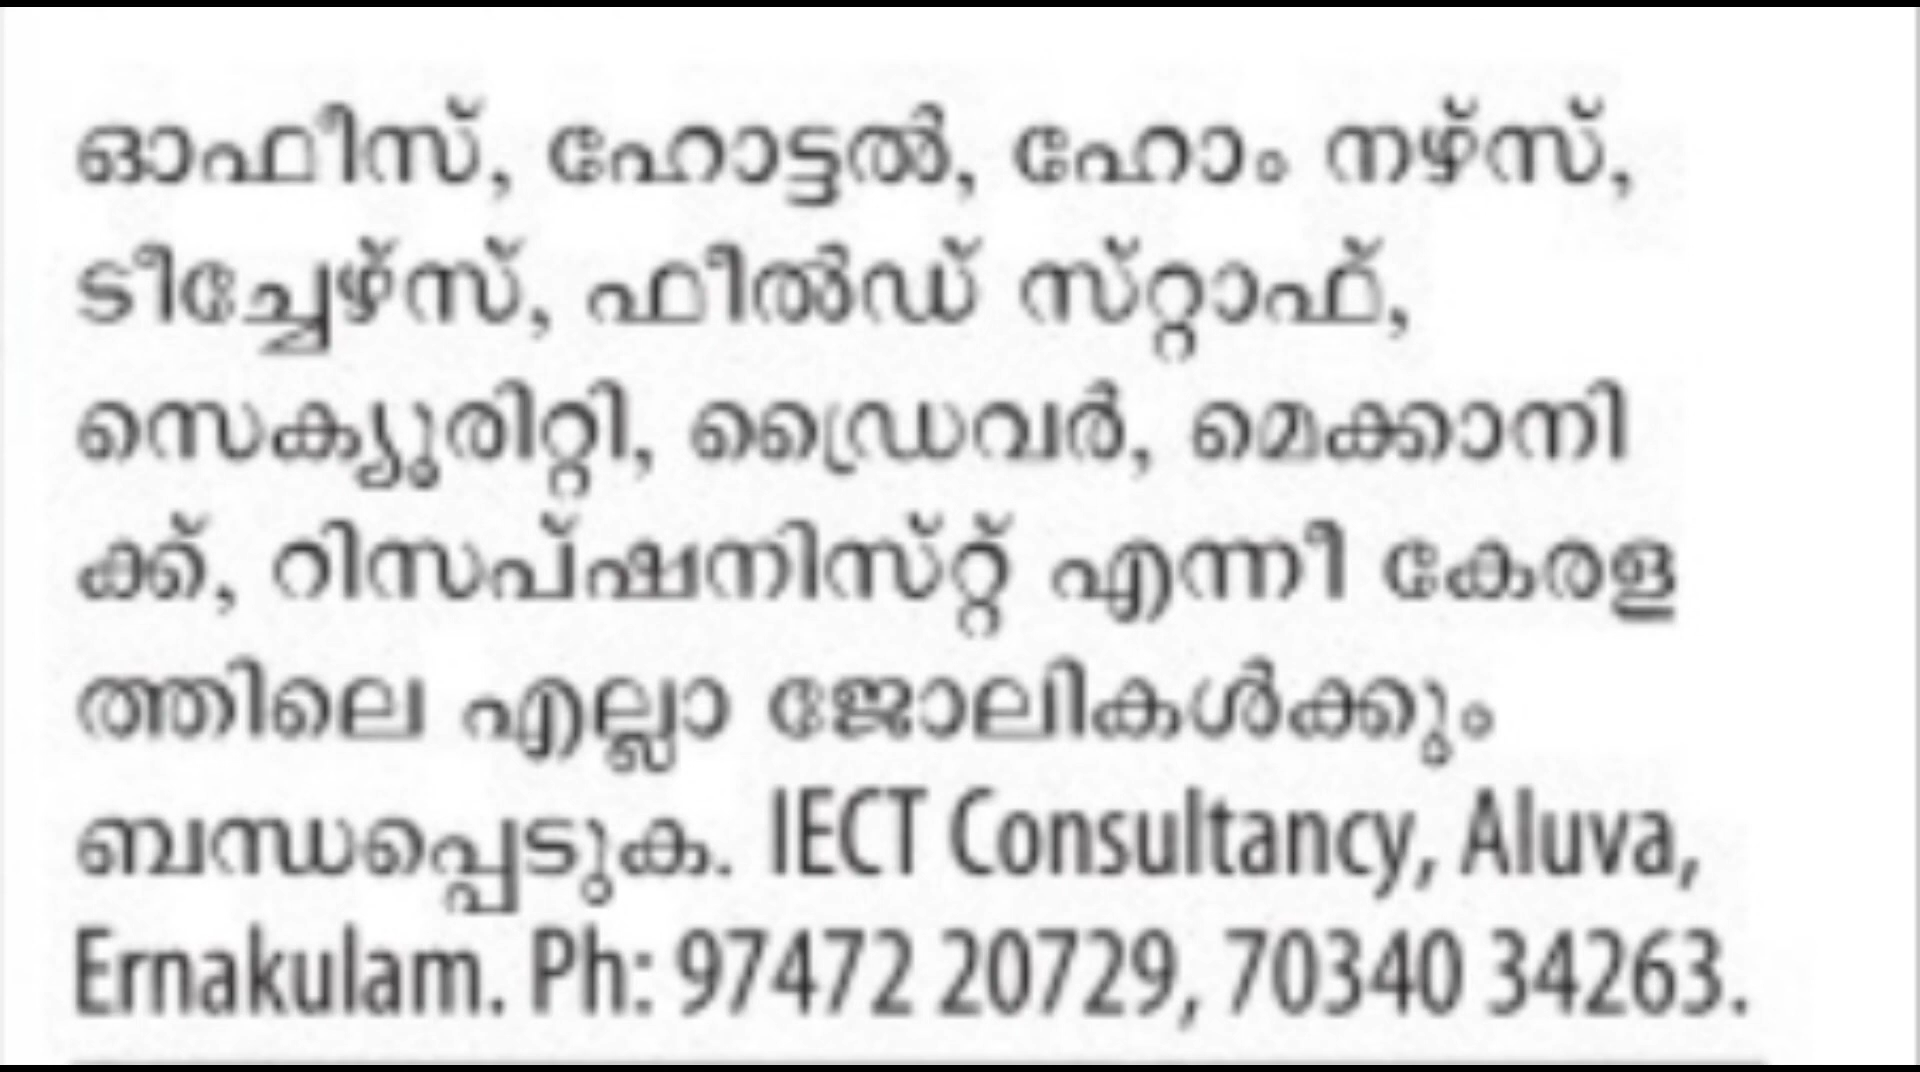 ഓഫീസ്, ഹോട്ടൽ, ഹോം നഴ്സ്,
ടീച്ചേഴ്സ്, ഫീൽഡ് സ്റ്റാഫ്,
സെക്യൂരിറ്റി, ഡ്രൈവർ, മെക്കാനി
ക്ക്, റിസപ്ഷനിസ്റ്റ് എന്നീ കേരള
ത്തിലെ എല്ലാ ജോലികൾക്കും
ബന്ധപ്പെടുക. IECT Consultancy, Aluva,
Ernakulam. Ph: 97472 20729, 70340 34263.